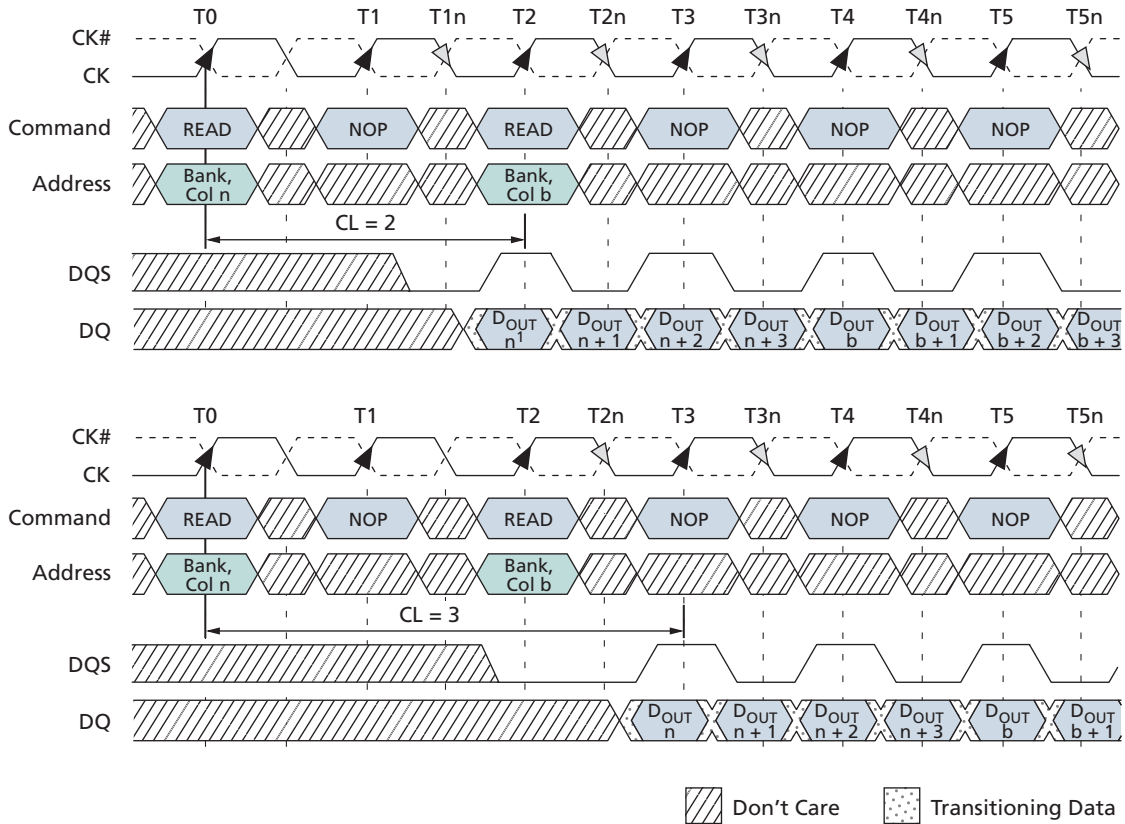 T0 T1 T1n T2 T2n T3 T3n T4 T4n T5 T5n
CK#
CK
Command READ NOP READ NOP NOP NOP
Address Bank, Col n Bank, Col b
CL = 2
DQS
DQ DOUT n1 DOUT n + 1 DOUT n + 2 DOUT n + 3 DOUT b DOUT b + 1 DOUT b + 2 DOUT b + 3
T0 T1 T2 T2n T3 T3n T4 T4n T5 T5n
CK#
CK
Command READ NOP READ NOP NOP NOP
Address Bank, Col n Bank, Col b
CL = 3
DQS
DQ DOUT n DOUT n + 1 DOUT n + 2 DOUT n + 3 DOUT b DOUT b + 1
Don't Care Transitioning Data